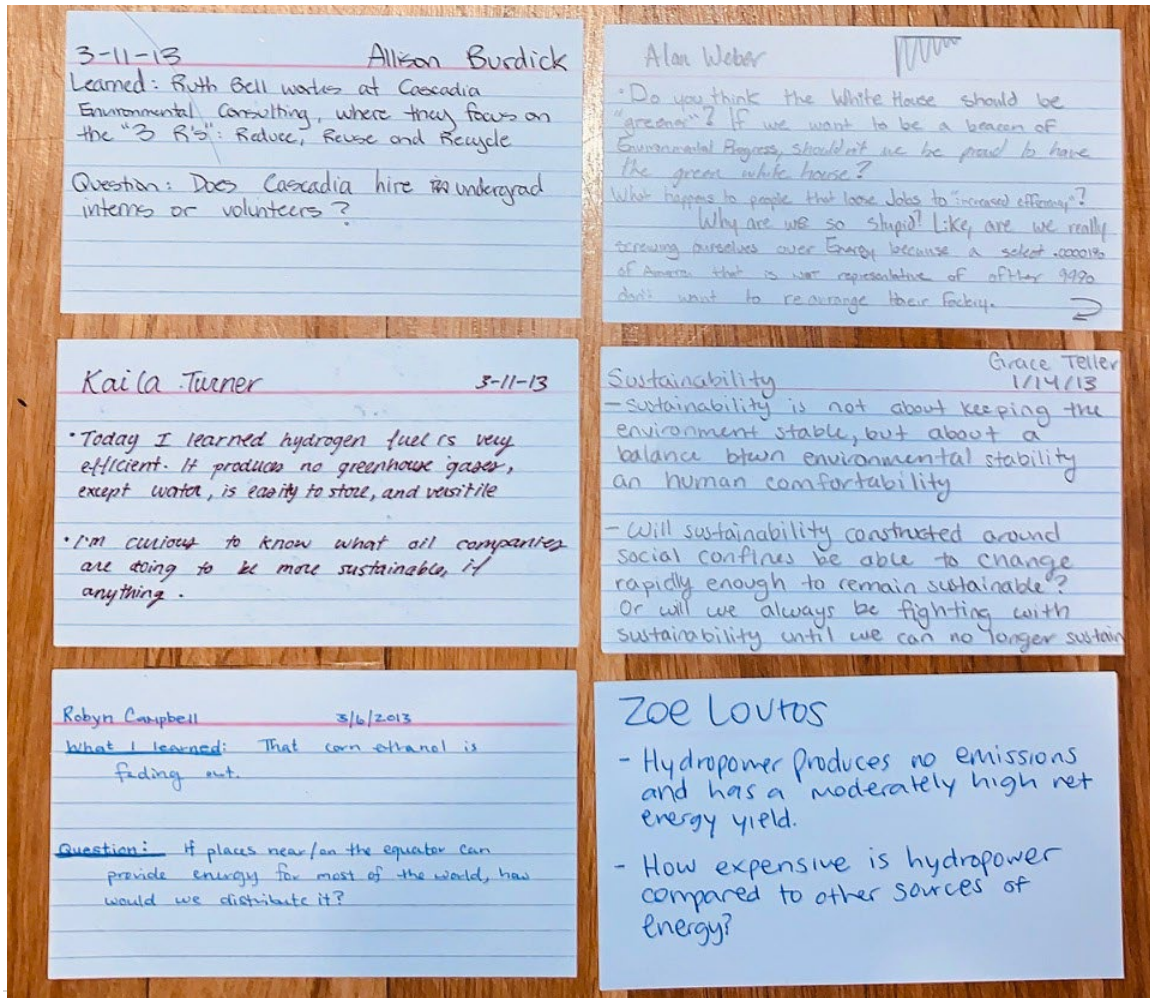 3-11-13 Allison Burdick
Learned: Ruth Bell works at Cascadia
Environmental Consulting, where they focus on
the "3 R's": Reduce, Reuse and Recycle
Question: Does Cascadia hire undergrad
interns or volunteers?
Alan Weber
• Do you think the White House should be
"greener"? If we want to be a beacon of
Environmental Progress, shouldn't we be proud to have
the green white house?
What happens to people that loose Jobs to "increased efficiency"?
Why are we so stupid? Like, are we really
screwing ourselves over Energy because a select .00001%
of America that is NOT representative of ofther 99%
don't want to rearrange their
Kaila Turner 3-11-13
• Today I learned hydrogen fuel is very
efficient. It produces no greenhouse gases,
except water, is easily to store, and versitile
• I'm curious to know what oil companies
are doing to be more sustainable, if
anything.
Grace Teller
1/14/13
Sustainability
- Sustainability is not about keeping the
environment stable, but about a
balance btwn environmental stability
an human comfortability
- Will sustainability constructed around
social confines be able to change
rapidly enough to remain sustainable?
Or will we always be fighting with
sustainability until we can no longer sustain
Robyn Campbell 3/6/2013
What I learned: That corn ethanol is
fading out.
Question: If places near/on the equator can
provide energy for most of the world, how
would we distribute it?
Zoe Loutos
- Hydropower produces no emissions
and has a moderately high net
energy yield.
- How expensive is hydropower
compared to other sources of
energy?